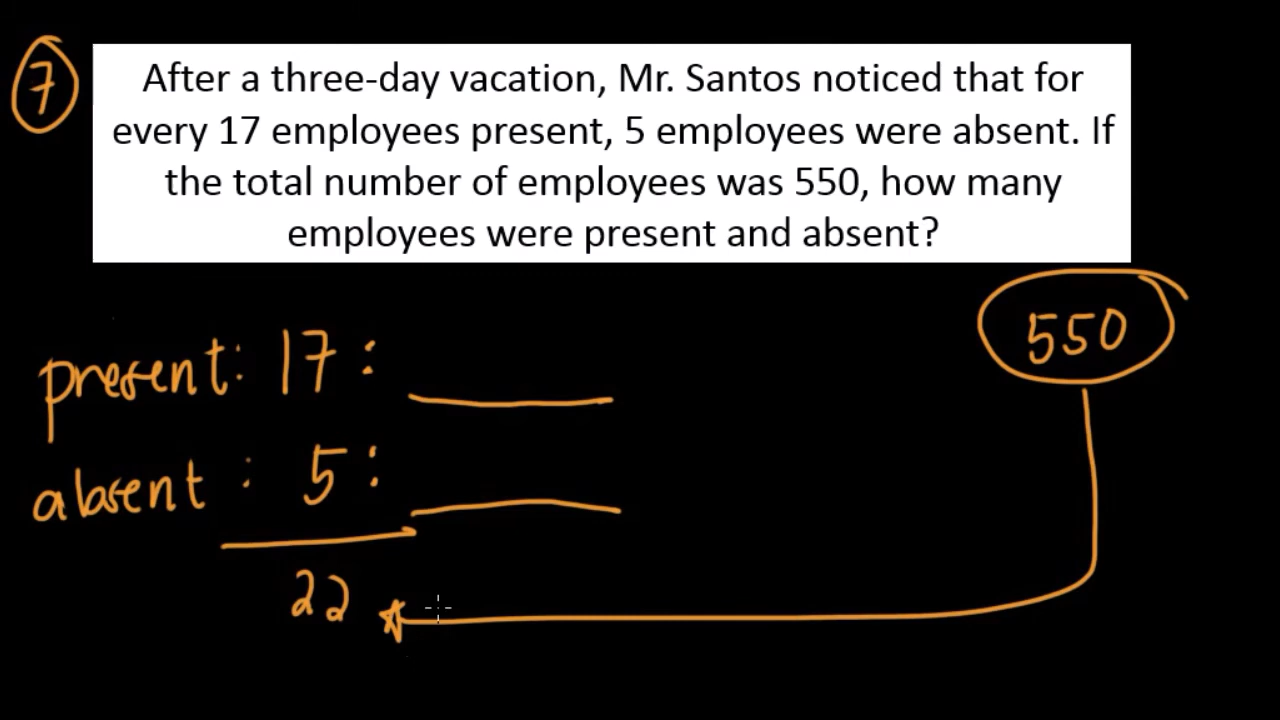 7
After a three-day vacation, Mr. Santos noticed that for
every 17 employees present, 5 employees were absent. If
the total number of employees was 550, how many
employees were present and absent?
550
present: 17:
absent : 5:
22